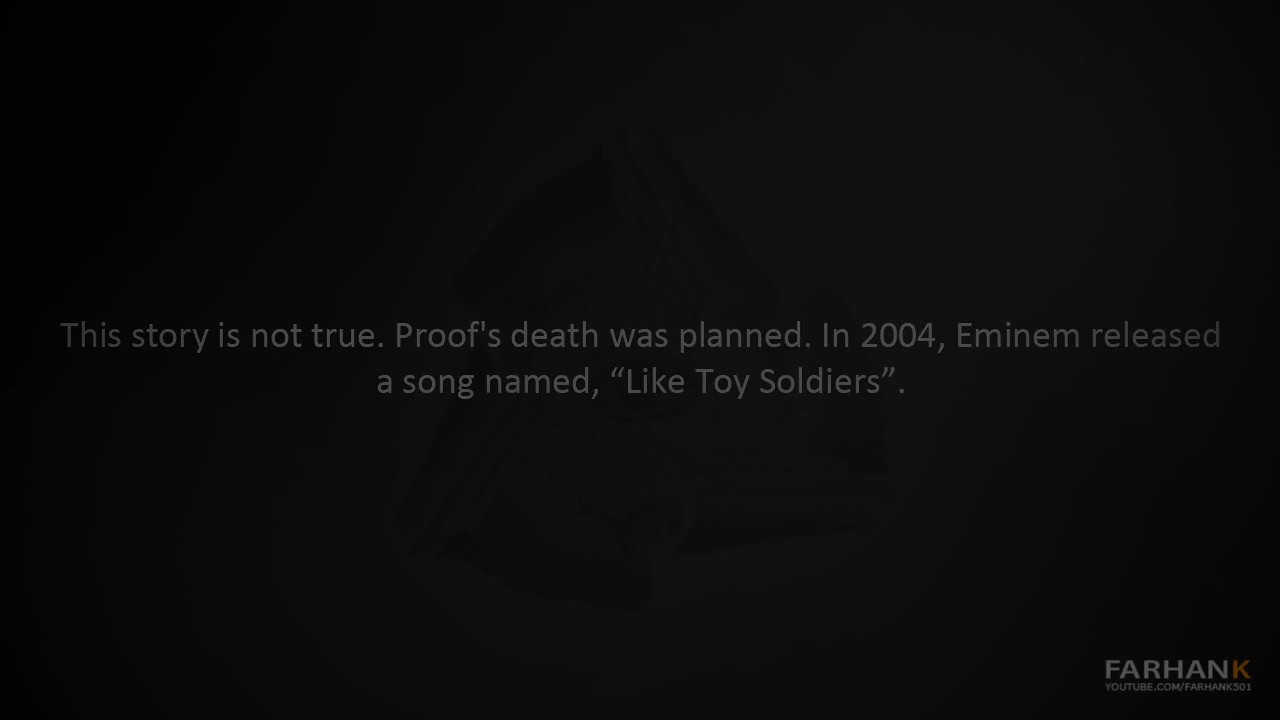 This story is not true. Proof's death was planned. In 2004, Eminem released
a song named, “Like Toy Soldiers”.
FARHANK
YOUTUBE.COM/FARHANK501